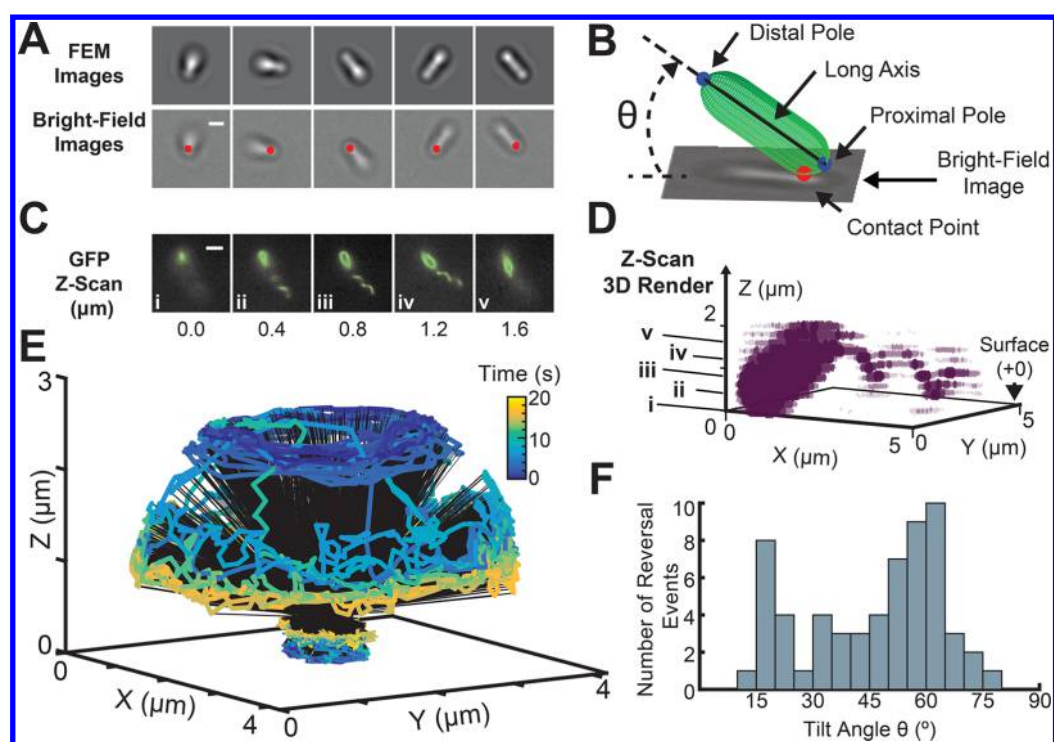 A
FEM
Images
Bright-Field
Images
B
Distal Pole
Long Axis
Proximal Pole
θ
Bright-Field
Image
Contact Point
C
GFP
Z-Scan
(µm)
i
ii
iii
iv
v
0.0
0.4
0.8
1.2
1.6
D
Z-Scan
3D Render
Z (µm)
2
v
iv
iii
ii
i
0
0
X (µm)
5
0
Y (µm)
5
Surface
(+0)
E
3
Z (µm)
0
0
X (µm)
4
0
Y (µm)
4
Time (s)
20
10
0
F
Number of Reversal
Events
10
8
6
4
2
0
15
30
45
60
75
90
Tilt Angle θ (º)